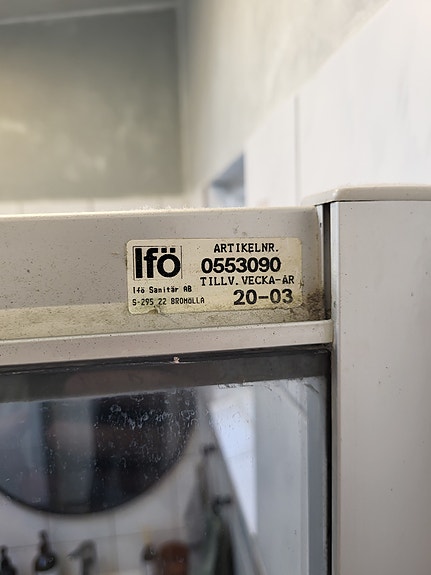 Ifö
ARTIKELNR.
0553090
TILLV.VECKA-ÅR
Ifö Sanitär AB
S-295 22 BROMÖLLA
20-03